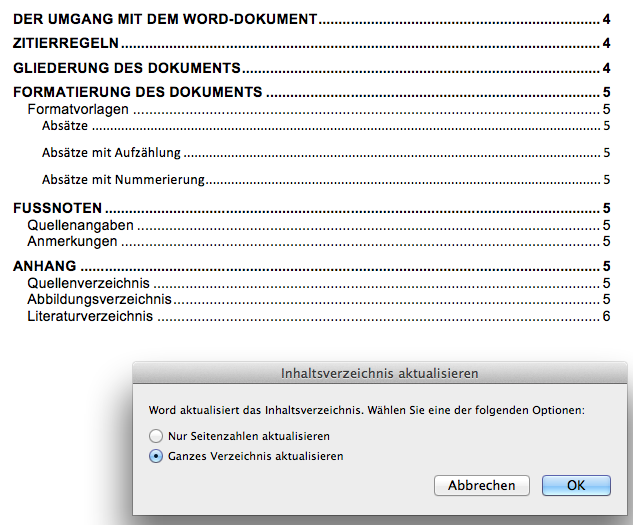 DER UMGANG MIT DEM WORD-DOKUMENT 4
ZITIERREGELN 4
GLIEDERUNG DES DOKUMENTS 4
FORMATIERUNG DES DOKUMENTS 5
Formatvorlagen 5
Absätze 5
Absätze mit Aufzählung 5
Absätze mit Nummerierung 5
FUSSNOTEN 5
Quellenangaben 5
Anmerkungen 5
ANHANG 5
Quellenverzeichnis 5
Abbildungsverzeichnis 5
Literaturverzeichnis 6
Inhaltsverzeichnis aktualisieren
Word aktualisiert das Inhaltsverzeichnis. Wählen Sie eine der folgenden Optionen:
Nur Seitenzahlen aktualisieren
Ganzes Verzeichnis aktualisieren
Abbrechen OK